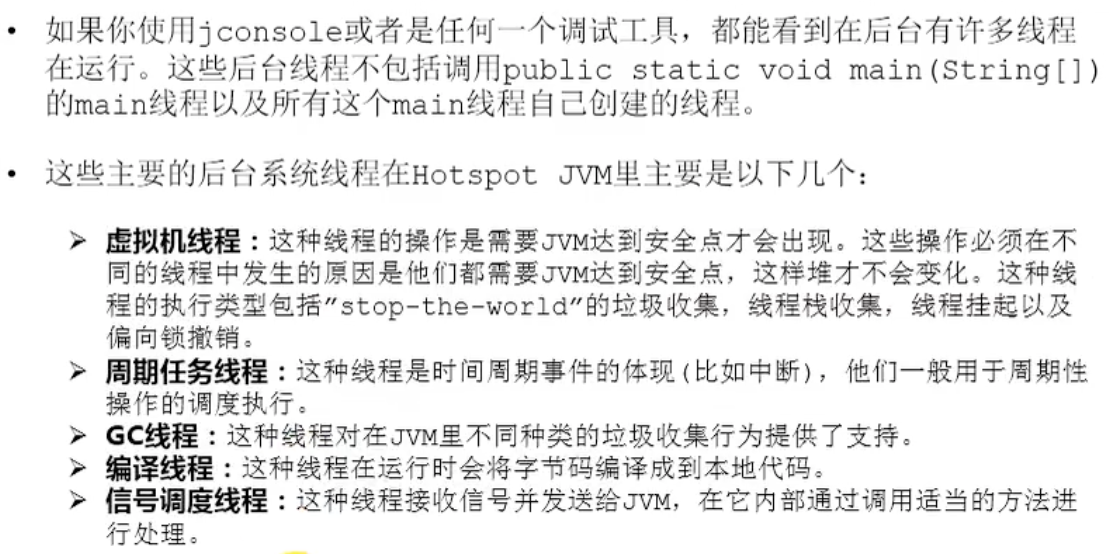 • 如果你使用jconsole或者是任何一个调试工具，都能看到在后台有许多线程
在运行。这些后台线程不包括调用public static void main(String[])
的main线程以及所有这个main线程自己创建的线程。
• 这些主要的后台系统线程在Hotspot JVM里主要是以下几个：
➢ 虚拟机线程：这种线程的操作是需要JVM达到安全点才会出现。这些操作必须在不
同的线程中发生的原因是他们都需要JVM达到安全点，这样堆才不会变化。这种线
程的执行类型包括"stop-the-world"的垃圾收集，线程栈收集，线程挂起以及
偏向锁撤销。
➢ 周期任务线程：这种线程是时间周期事件的体现(比如中断)，他们一般用于周期性
操作的调度执行。
➢ GC线程：这种线程对在JVM里不同种类的垃圾收集行为提供了支持。
➢ 编译线程：这种线程在运行时会将字节码编译成到本地代码。
➢ 信号调度线程：这种线程接收信号并发送给JVM，在它内部通过调用适当的方法进
行处理。